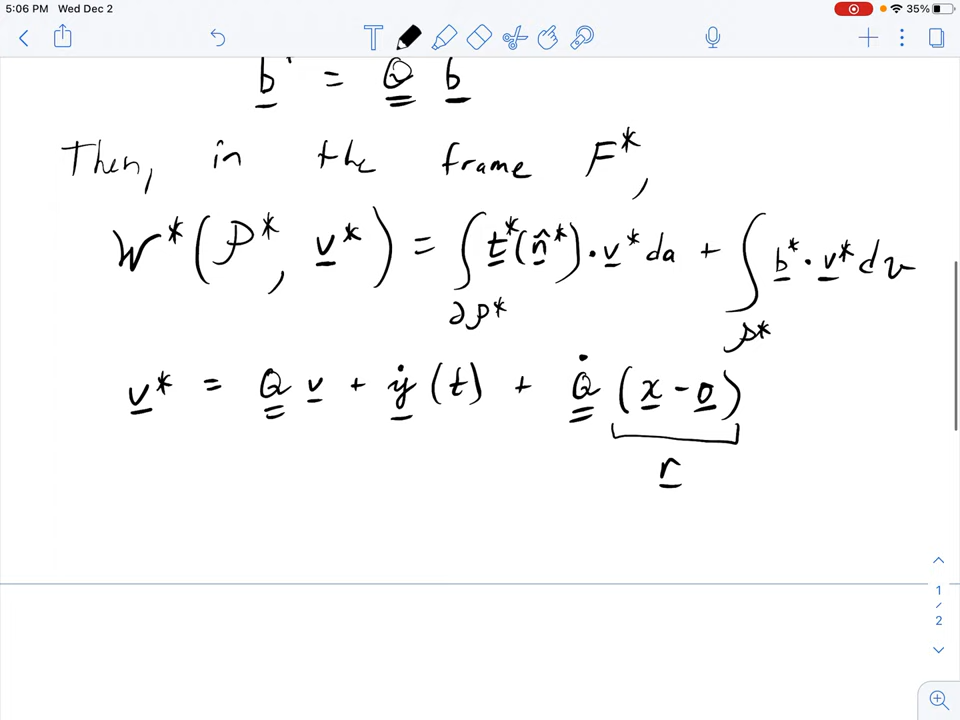 5:06 PM Wed Dec 2 35%
b* = Q b
Then, in the frame F*,
W*(P*, v*) = ∫ t*(n̂*)·v* da + ∫ b*·v* dv
∂P* P*
v* = Q v + ẏ(t) + Q̇ (x - o)
r
1
/
2